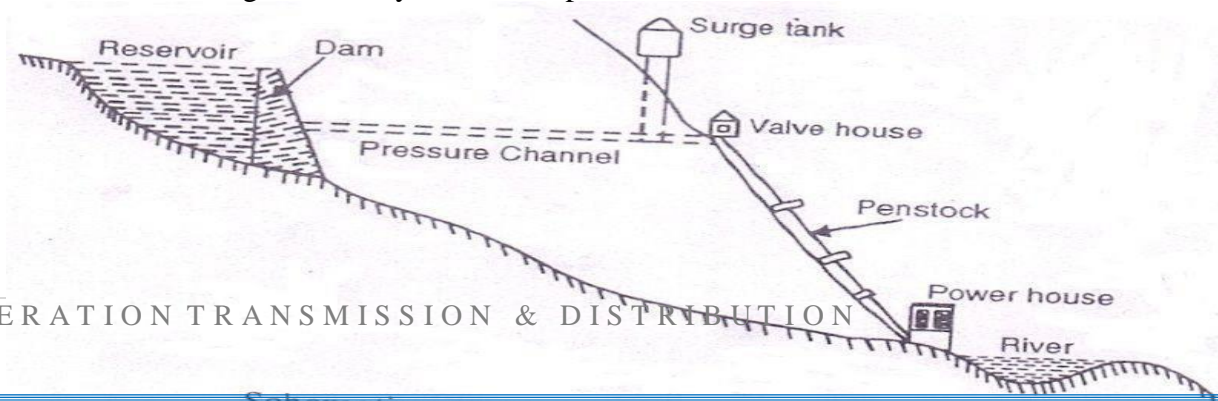 Surge tank
Reservoir
Dam
Valve house
Pressure Channel
Penstock
Power house
ERATION TRANSMISSION & DISTRIBUTION
River